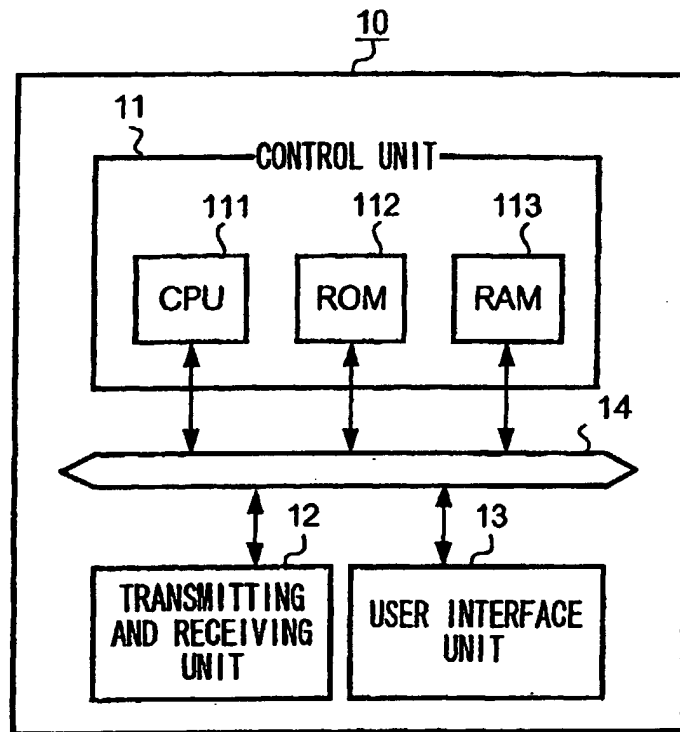 10
11
CONTROL UNIT
111
112
113
CPU
ROM
RAM
14
12
13
TRANSMITTING
AND RECEIVING
UNIT
USER INTERFACE
UNIT